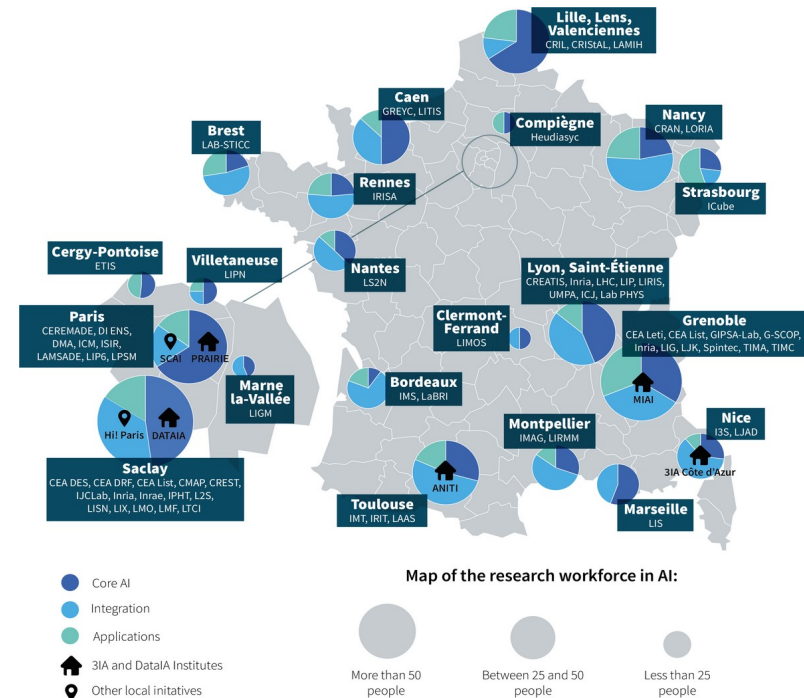 Lille, Lens,
Valenciennes
CRIL, CRIStAL, LAMIH
Caen
GREYC, LITIS
Compiègne
Heudiasyc
Nancy
CRAN, LORIA
Brest
LAB-STICC
Rennes
IRISA
Strasbourg
ICube
Cergy-Pontoise
ETIS
Villetaneuse
LIPN
Nantes
LS2N
Lyon, Saint-Étienne
CREATIS, Inria, LHC, LIP, LIRIS,
UMPA, ICJ, Lab PHYS
Paris
CEREMADE, DI ENS,
DMA, ICM, ISIR,
LAMSADE, LIP6, LPSM
SCAI
PRAIRIE
Clermont-
Ferrand
LIMOS
Grenoble
CEA Leti, CEA List, GIPSA-Lab, G-SCOP,
Inria, LIG, LJK, Spintec, TIMA, TIMC
MIAI
Marne
la-Vallée
LIGM
Bordeaux
IMS, LaBRI
Hi! Paris
DATAIA
Montpellier
IMAG, LIRMM
Nice
I3S, LJAD
3IA Côte d'Azur
Saclay
CEA DES, CEA DRF, CEA List, CMAP, CREST,
IJCLab, Inria, Inrae, IPHT, L2S,
LISN, LIX, LMO, LMF, LTCI
ANITI
Toulouse
IMT, IRIT, LAAS
Marseille
LIS
Core AI
Integration
Applications
3IA and DataIA Institutes
Other local initatives
Map of the research workforce in AI:
More than 50
people
Between 25 and 50
people
Less than 25
people